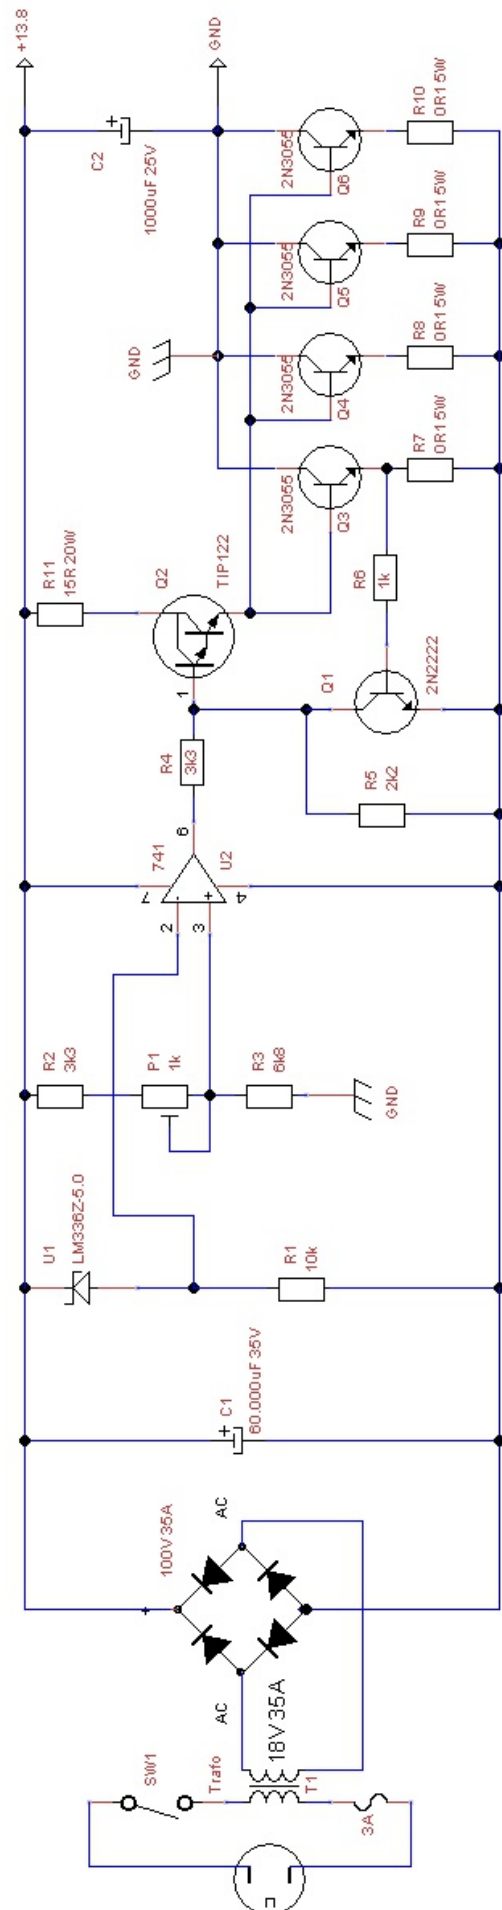 +13.8
GND
C2
1000uF 25V
+
2N3055
Q6
R10
0R1 5W
2N3055
Q5
R9
0R1 5W
GND
2N3055
Q4
R8
0R1 5W
2N3055
Q3
R7
0R1 5W
R11
15R 20W
Q2
TIP122
1
R6
1k
Q1
2N2222
R4
3k3
R5
2k2
6
741
U2
7
4
-
+
2
3
R2
3k3
P1
1k
R3
6k8
GND
U1
LM336Z-5.0
R1
10k
+
C1
60.000uF 35V
100V35A
+
AC
AC
18V35A
SW1
Trafo
T1
3A